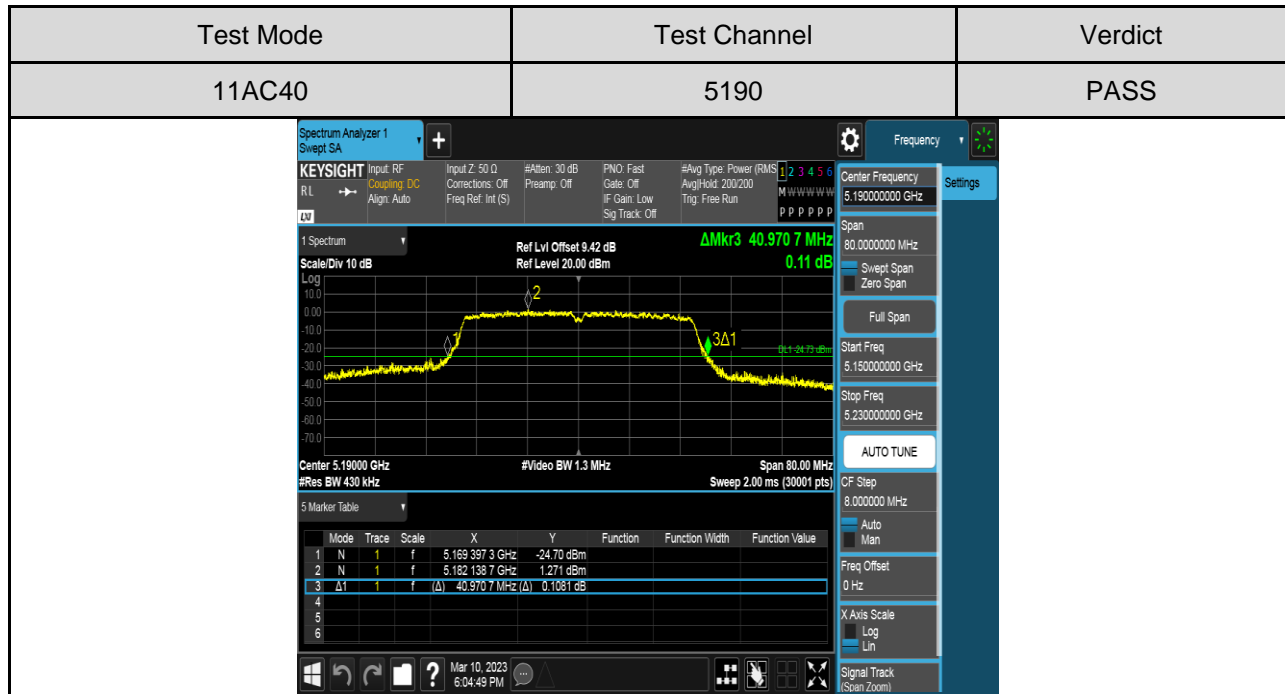 Test Mode Test Channel Verdict
11AC40 5190 PASS
Spectrum Analyzer 1
Swept SA
+
Frequency
KEYSIGHT Input: RF Input Z: 50 Ω #Atten: 30 dB PNO: Fast #Avg Type: Power (RMS 1 2 3 4 5 6
RL Coupling: DC Corrections: Off Preamp: Off Gate: Off Avg|Hold: 200/200 M W W W W W
Align: Auto Freq Ref: Int (S) IF Gain: Low Trig: Free Run
LXI Sig Track: Off P P P P P P
1 Spectrum
Scale/Div 10 dB
Ref Lvl Offset 9.42 dB
Ref Level 20.00 dBm
ΔMkr3 40.970 7 MHz
0.11 dB
Log
10.0
0.00
-10.0
-20.0
-30.0
-40.0
-50.0
-60.0
-70.0
1
2
3Δ1
DL1 -24.73 dBm
Center 5.19000 GHz #Video BW 1.3 MHz Span 80.00 MHz
#Res BW 430 kHz Sweep 2.00 ms (30001 pts)
5 Marker Table
Mode Trace Scale X Y Function Function Width Function Value
1 N 1 f 5.169 397 3 GHz -24.70 dBm
2 N 1 f 5.182 138 7 GHz 1.271 dBm
3 Δ1 1 f (Δ) 40.970 7 MHz (Δ) 0.1081 dB
4
5
6
Mar 10, 2023
6:04:49 PM
?
Settings
Center Frequency
5.190000000 GHz
Span
80.0000000 MHz
Swept Span
Zero Span
Full Span
Start Freq
5.150000000 GHz
Stop Freq
5.230000000 GHz
AUTO TUNE
CF Step
8.000000 MHz
Auto
Man
Freq Offset
0 Hz
X Axis Scale
Log
Lin
Signal Track
(Span Zoom)